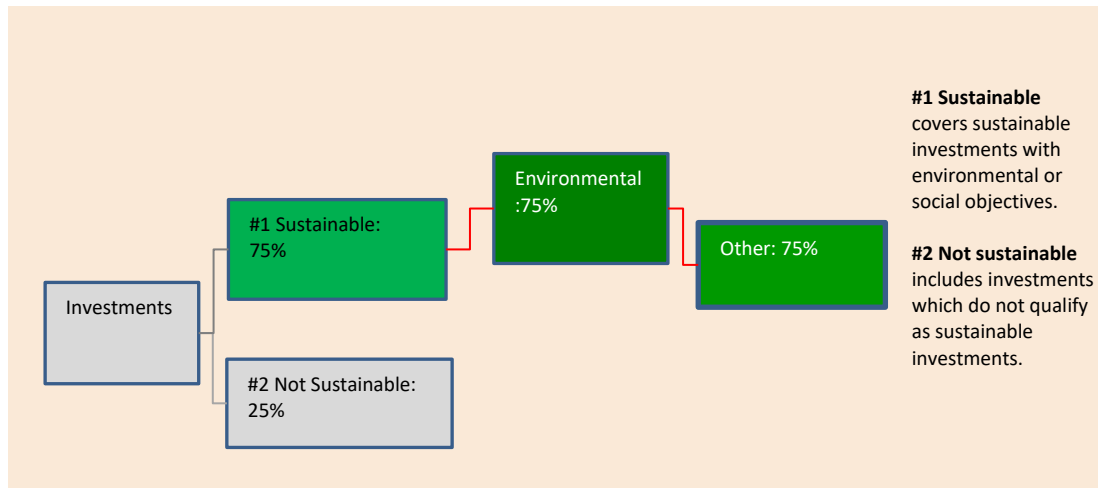 Investments
#1 Sustainable:
75%
#2 Not Sustainable:
25%
Environmental
:75%
Other: 75%
#1 Sustainable
covers sustainable
investments with
environmental or
social objectives.
#2 Not sustainable
includes investments
which do not qualify
as sustainable
investments.